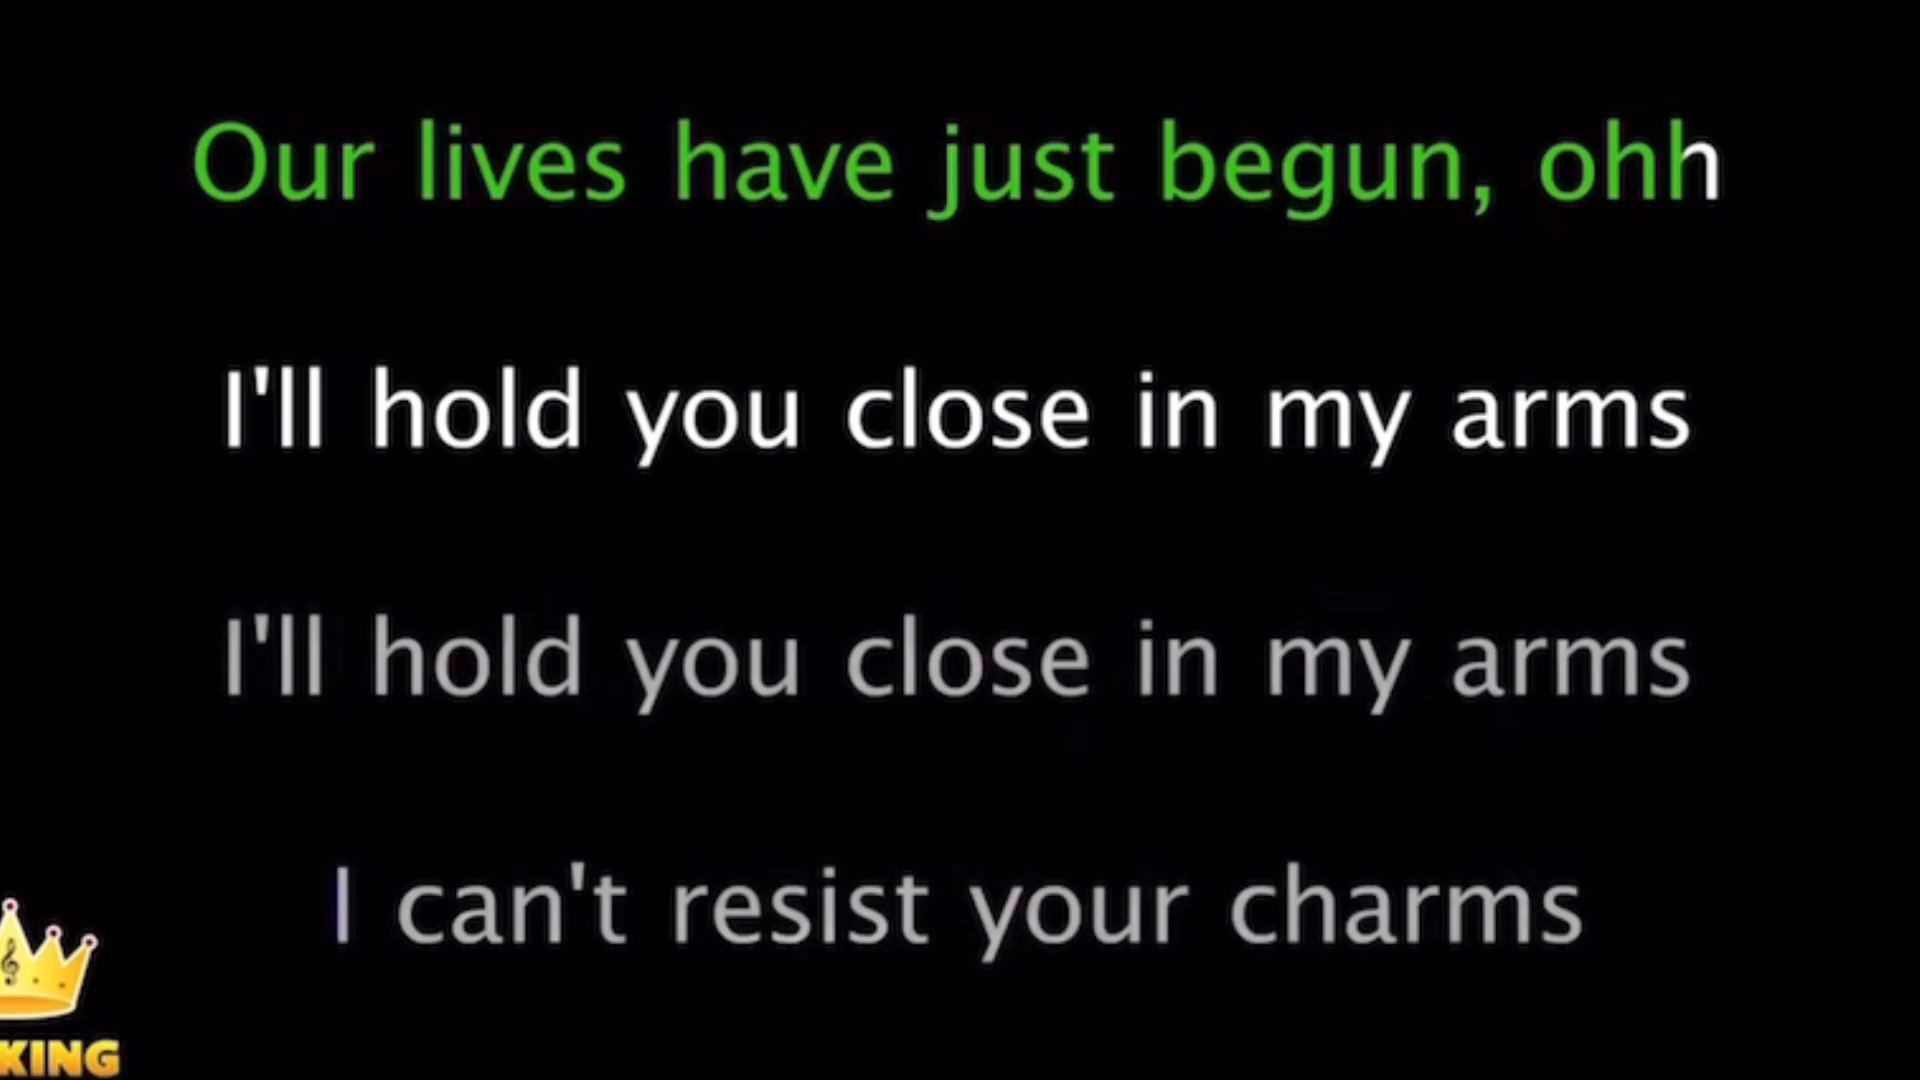 Our lives have just begun, ohh
I'll hold you close in my arms
I'll hold you close in my arms
I can't resist your charms
KING